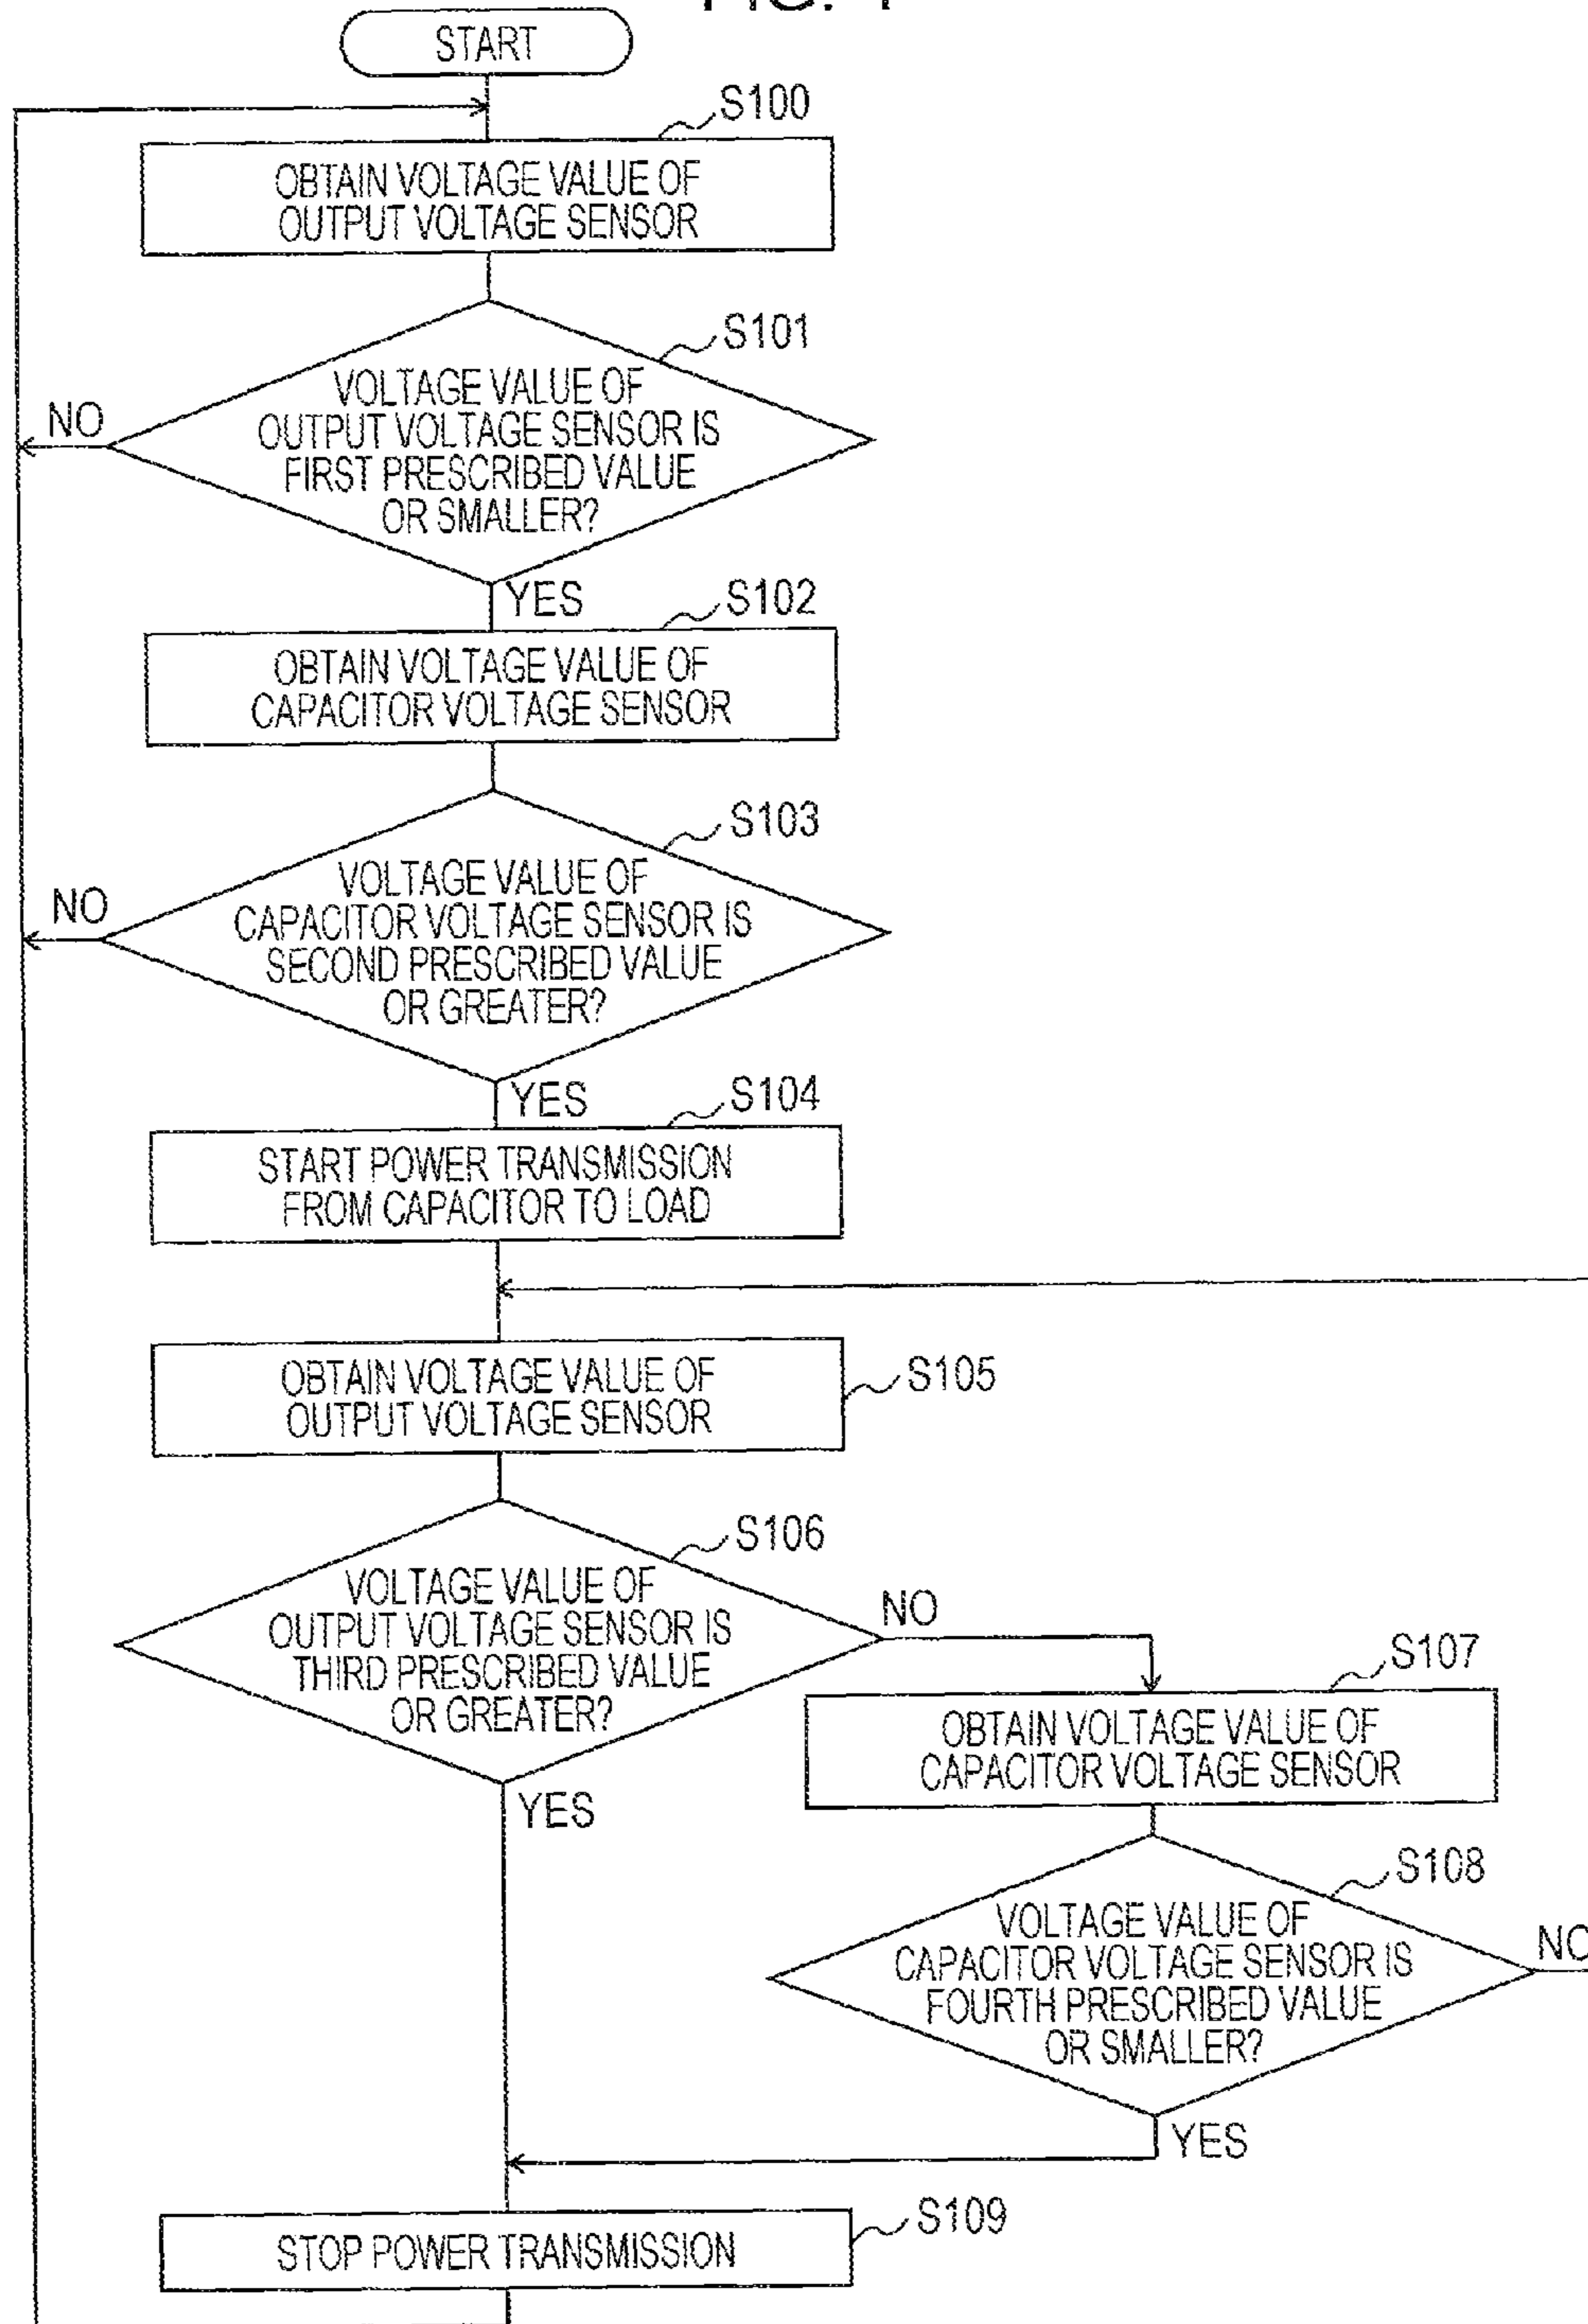 START
S100
OBTAIN VOLTAGE VALUE OF
OUTPUT VOLTAGE SENSOR
S101
VOLTAGE VALUE OF
OUTPUT VOLTAGE SENSOR IS
FIRST PRESCRIBED VALUE
OR SMALLER?
NO
YES
S102
OBTAIN VOLTAGE VALUE OF
CAPACITOR VOLTAGE SENSOR
S103
VOLTAGE VALUE OF
CAPACITOR VOLTAGE SENSOR IS
SECOND PRESCRIBED VALUE
OR GREATER?
NO
YES
S104
START POWER TRANSMISSION
FROM CAPACITOR TO LOAD
OBTAIN VOLTAGE VALUE OF
OUTPUT VOLTAGE SENSOR
S105
S106
VOLTAGE VALUE OF
OUTPUT VOLTAGE SENSOR IS
THIRD PRESCRIBED VALUE
OR GREATER?
NO
YES
S107
OBTAIN VOLTAGE VALUE OF
CAPACITOR VOLTAGE SENSOR
S108
VOLTAGE VALUE OF
CAPACITOR VOLTAGE SENSOR IS
FOURTH PRESCRIBED VALUE
OR SMALLER?
NO
YES
STOP POWER TRANSMISSION
S109